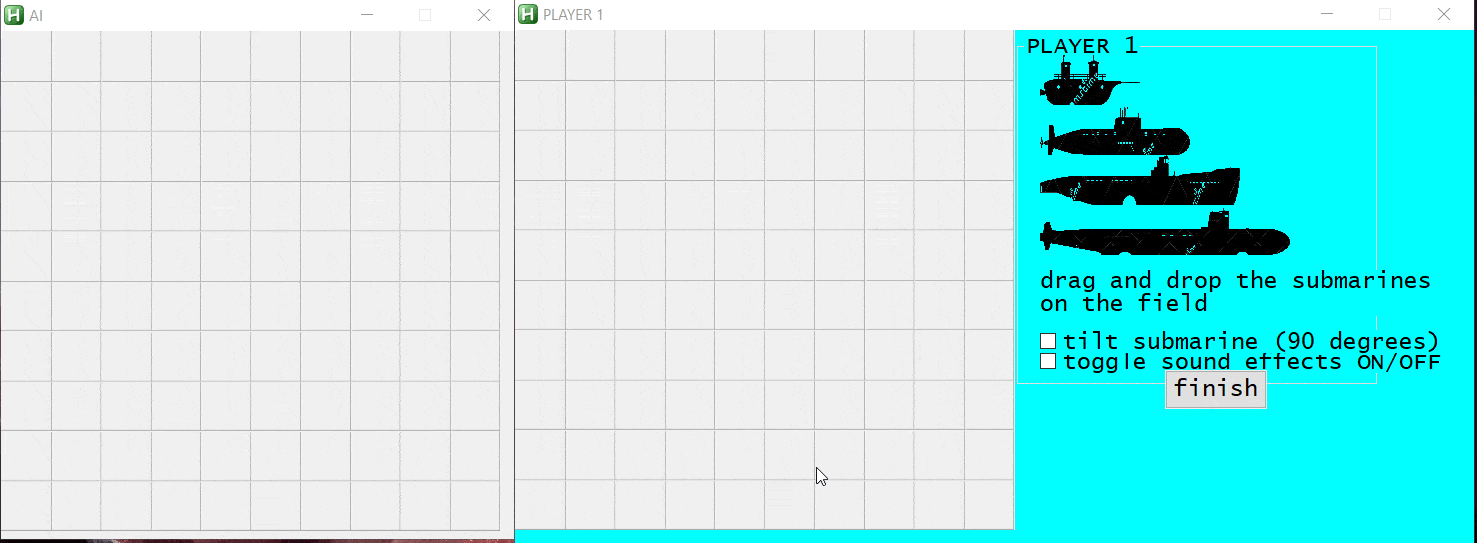 AI
PLAYER 1
PLAYER 1
drag and drop the submarines
on the field
tilt submarine (90 degrees)
toggle sound effects ON/OFF
finish